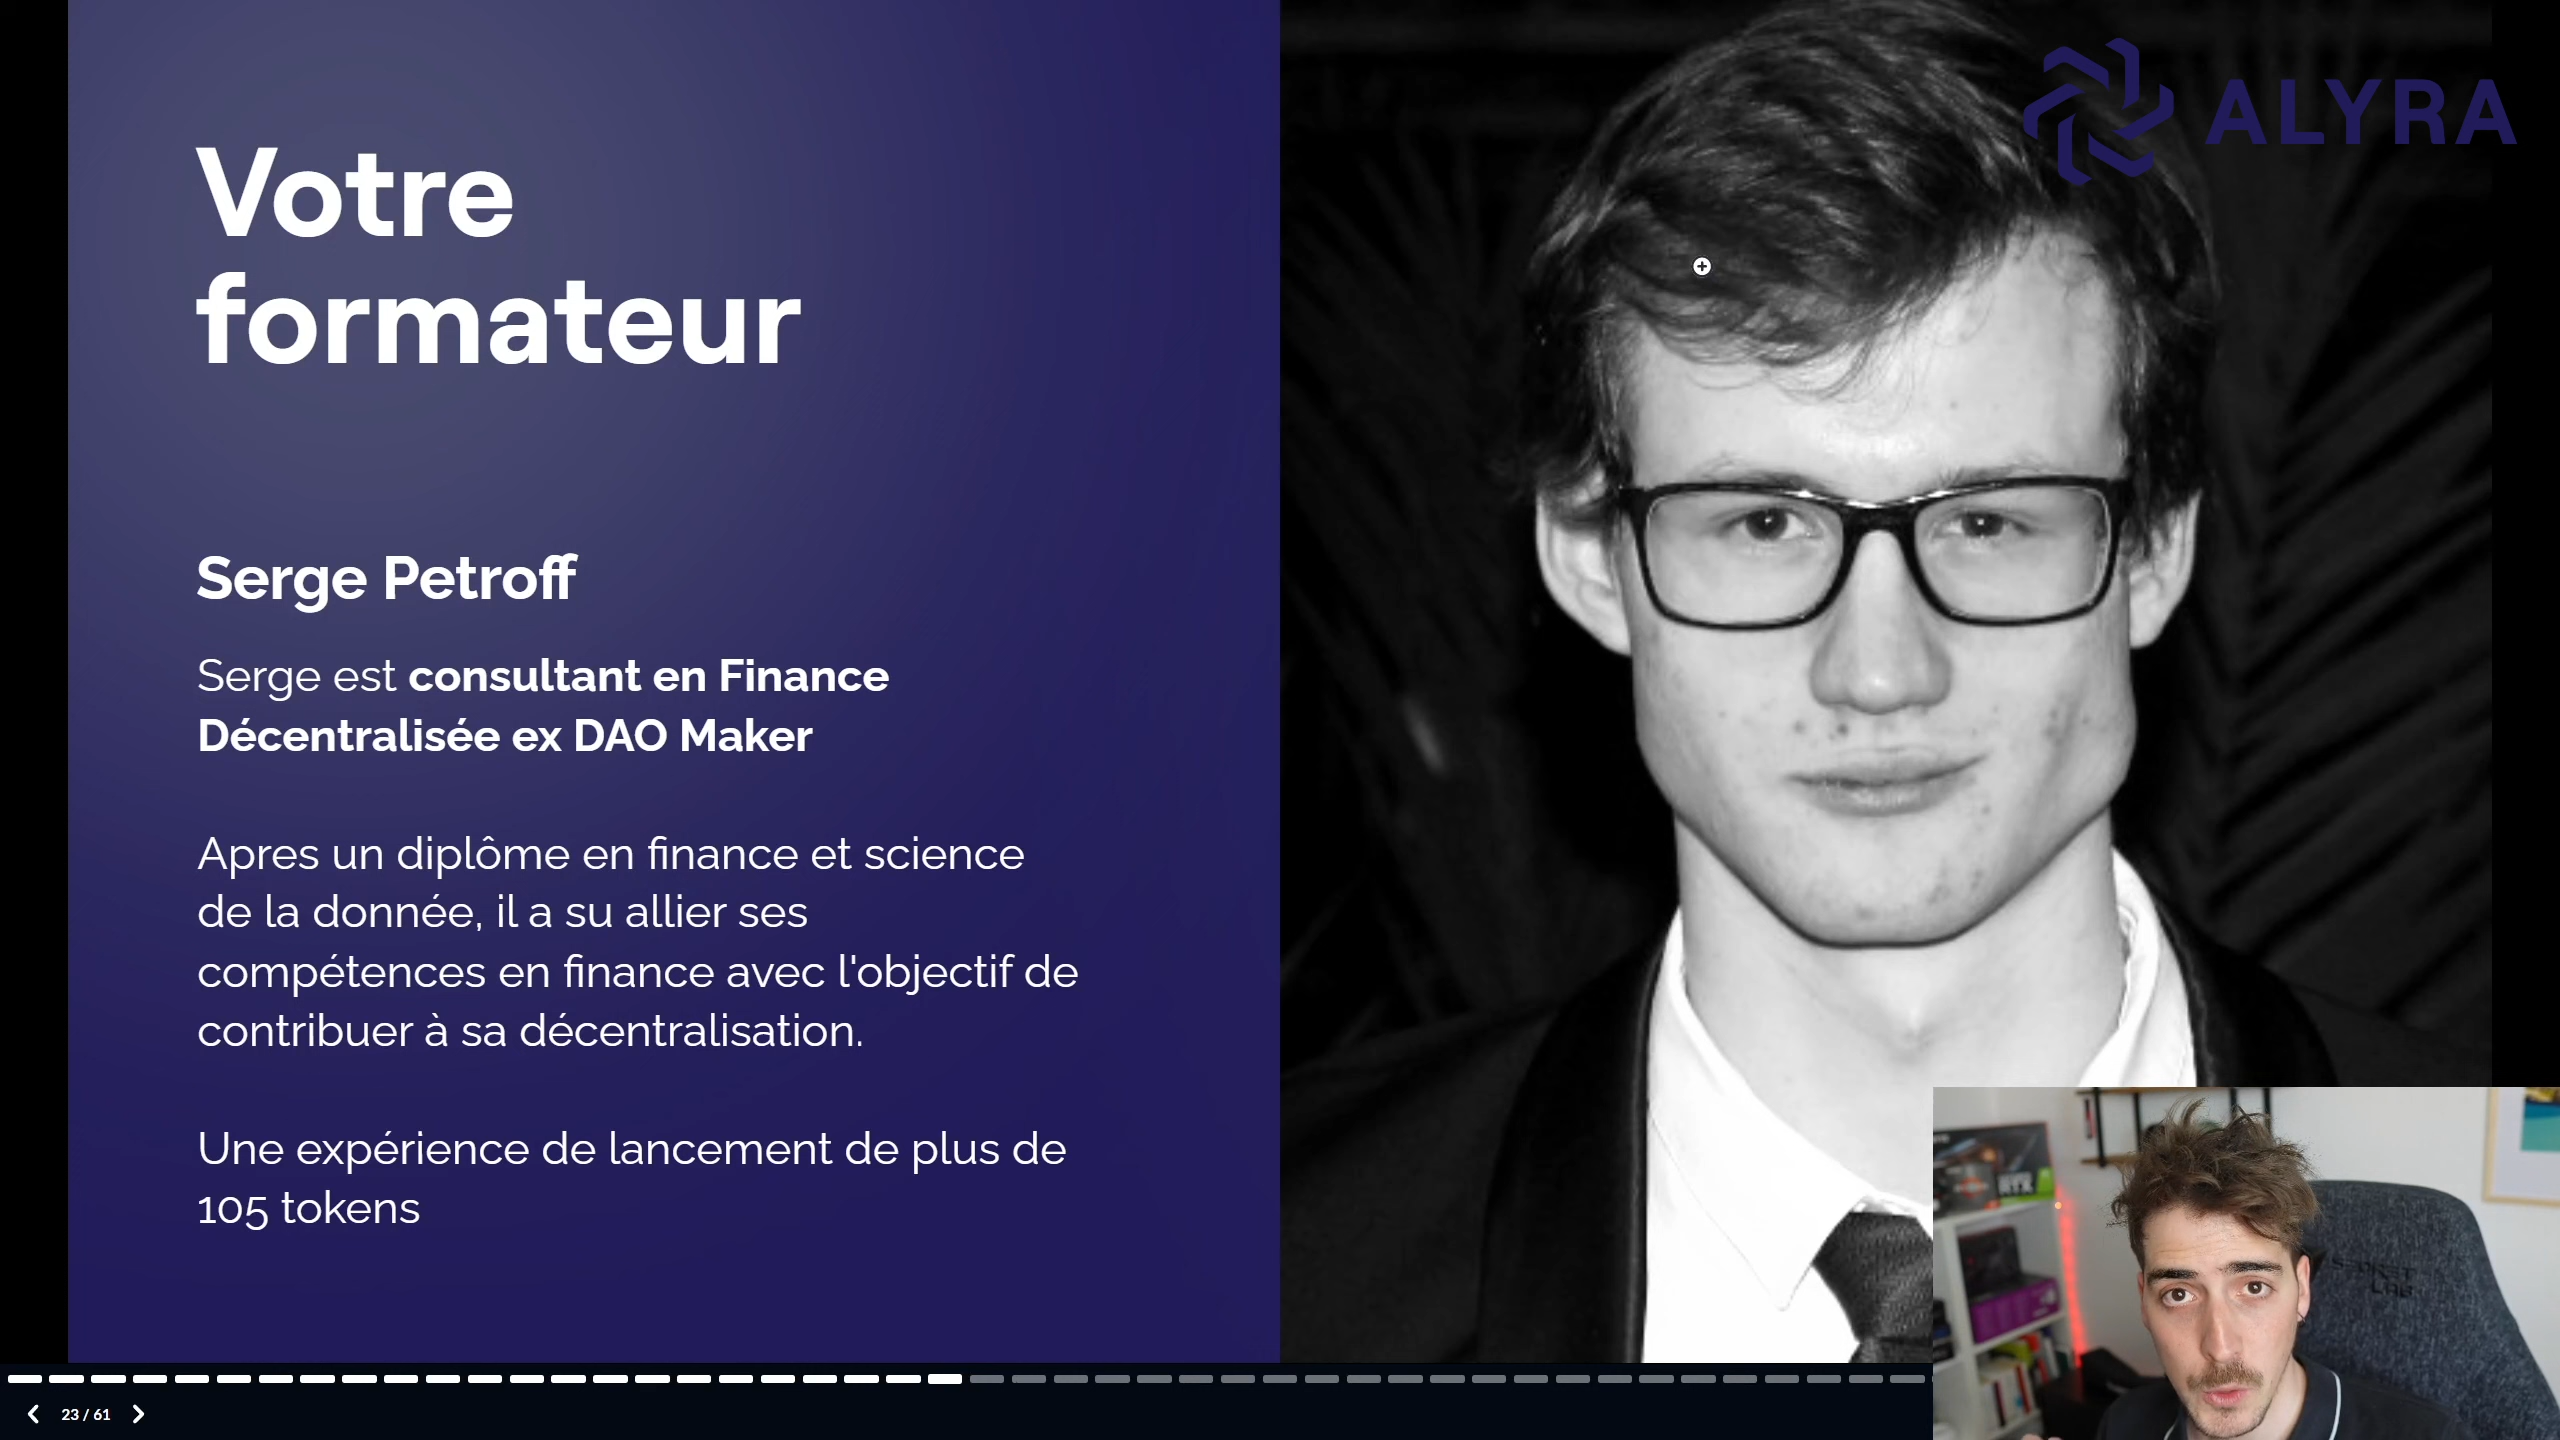 ALYRA
Votre
formateur
Serge Petroff
Serge est consultant en Finance
Décentralisée ex DAO Maker
Apres un diplôme en finance et science
de la donnée, il a su allier ses
compétences en finance avec l'objectif de
contribuer à sa décentralisation.
Une expérience de lancement de plus de
105 tokens
RTX
23 / 61